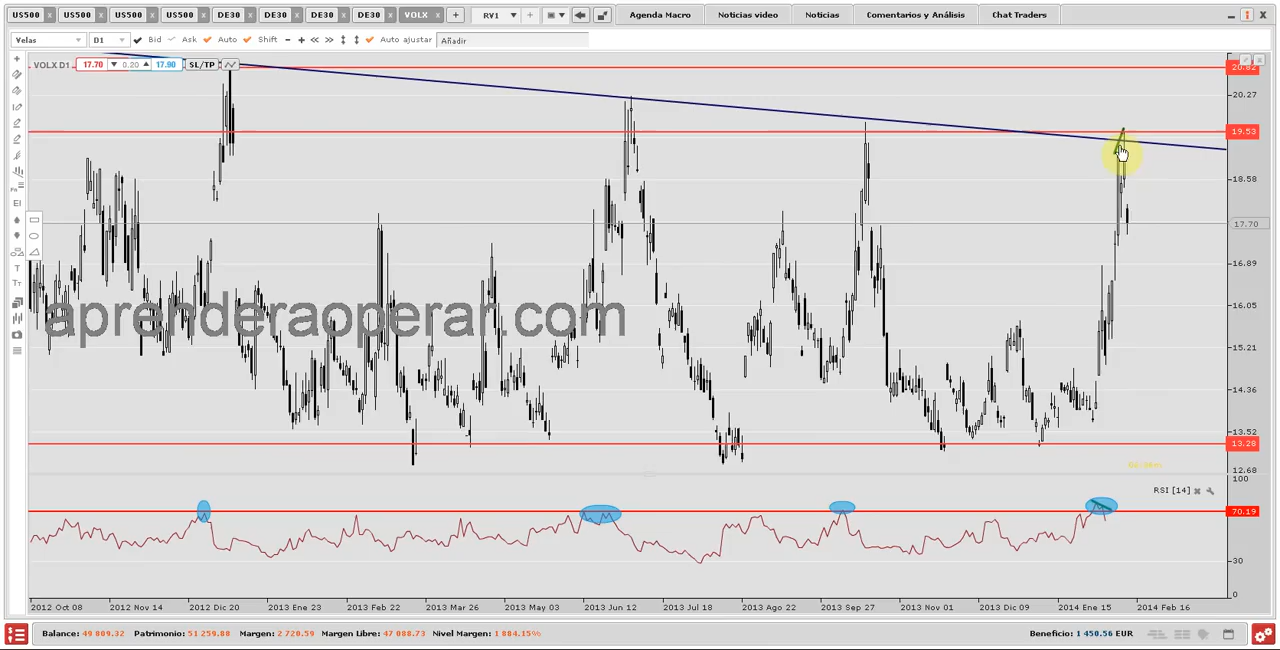 US500 x US500 x US500 x US500 x DE30 x DE30 x DE30 x DE30 x VOLX x + RV1 Agenda Macro Noticias video Noticias Comentarios y Análisis Chat Traders
Velas D1 Bid Ask Auto Shift Auto ajustar Añadir
VOLX D1 17.70 0.20 17.90 SL/TP
20.82
20.27
19.53
18.58
17.70
16.89
16.05
15.21
14.36
13.52
13.28
12.68
aprenderaoperar.com
RSI [14]
100
70.19
30
0
2012 Oct 08 2012 Nov 14 2012 Dic 20 2013 Ene 23 2013 Feb 22 2013 Mar 26 2013 May 03 2013 Jun 12 2013 Jul 18 2013 Ago 22 2013 Sep 27 2013 Nov 01 2013 Dic 09 2014 Ene 15 2014 Feb 16
Balance: 49 809.32 Patrimonio: 51 259.88 Margen: 2 720.59 Margen Libre: 47 088.73 Nivel Margen: 1 884.15% Beneficio: 1 450.56 EUR